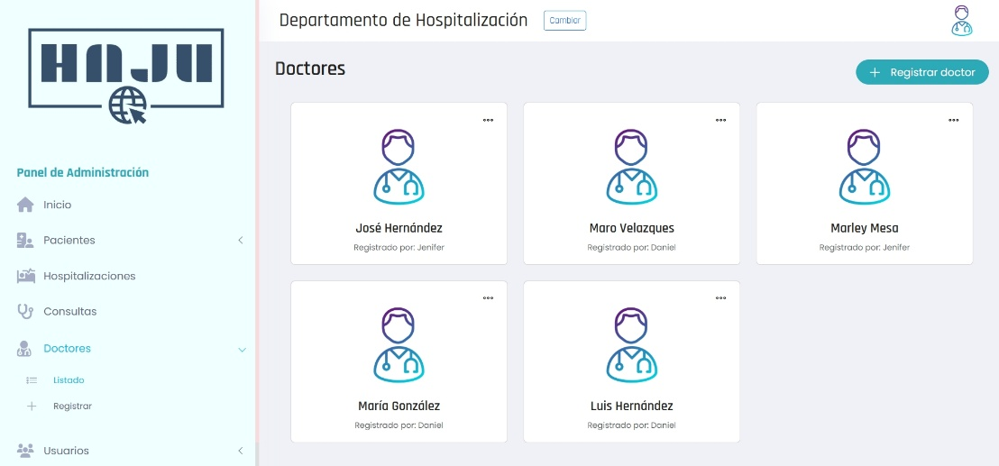 HAJU
Panel de Administración
Inicio
Pacientes
Hospitalizaciones
Consultas
Doctores
Listado
Registrar
Usuarios
Departamento de Hospitalización Cambiar
Doctores
+ Registrar doctor
José Hernández
Registrado por: Jenifer
Maro Velazques
Registrado por: Daniel
Marley Mesa
Registrado por: Jenifer
María González
Registrado por: Daniel
Luis Hernández
Registrado por: Daniel